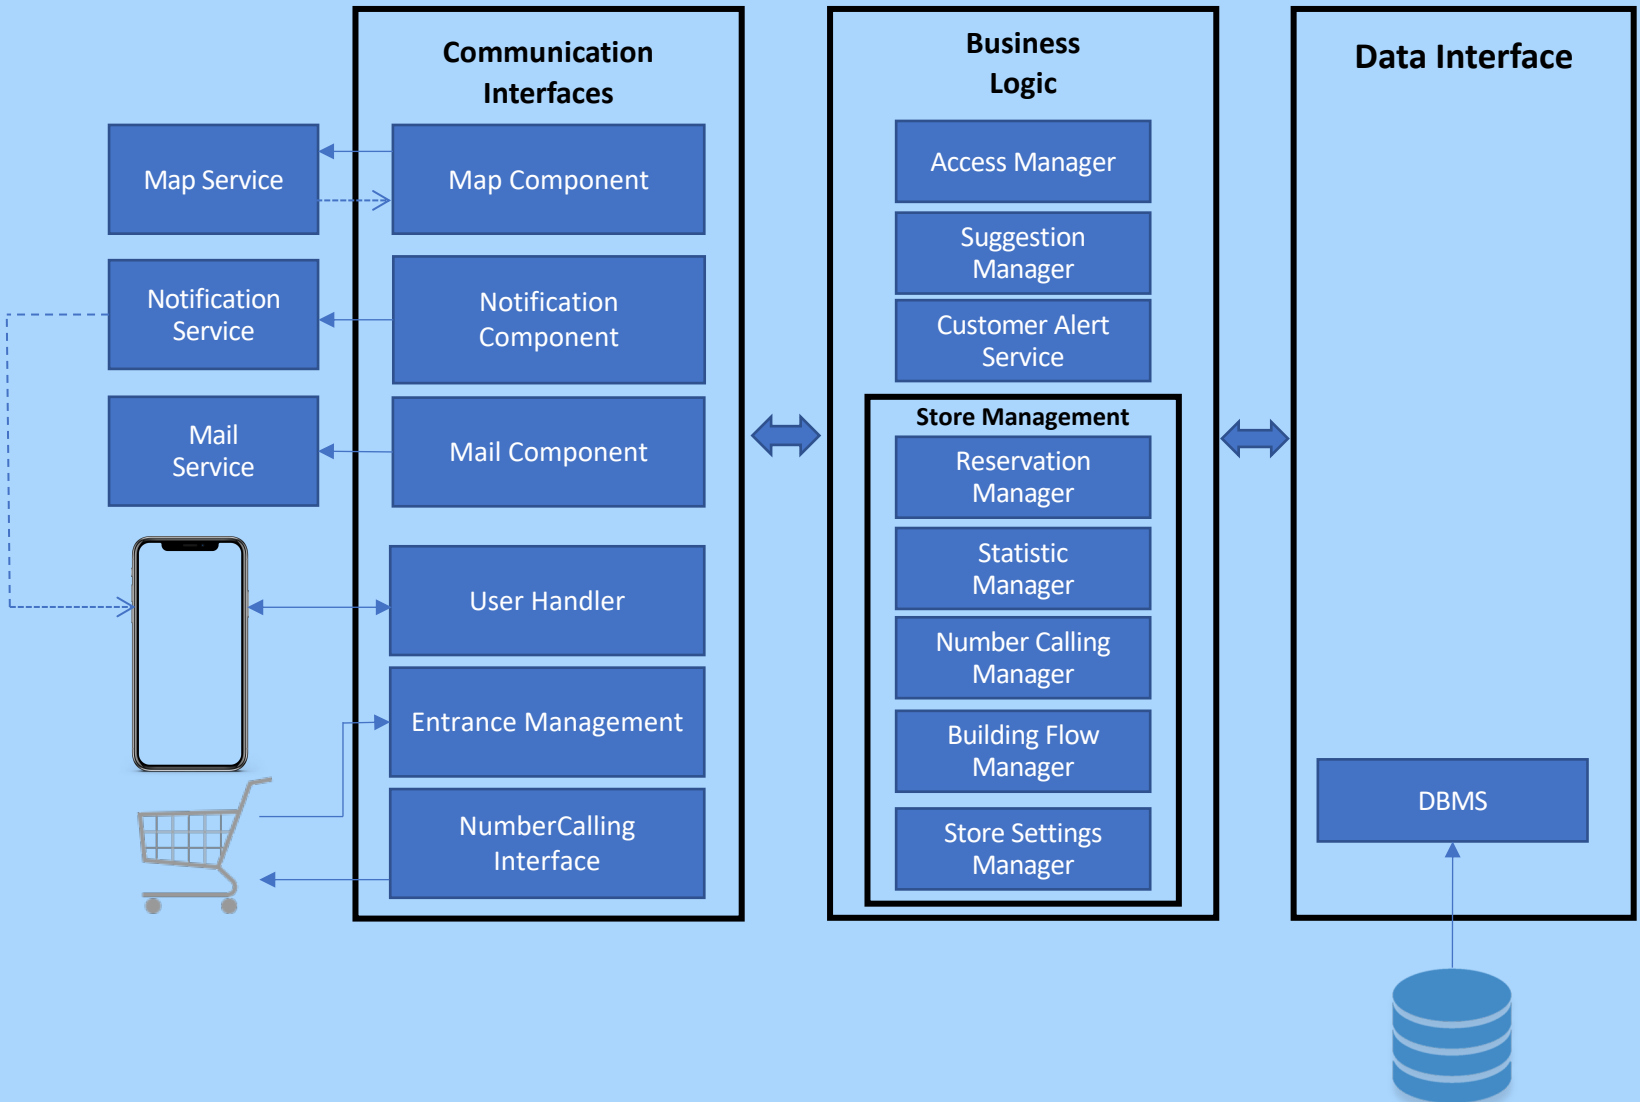 Communication
Interfaces
Business
Logic
Data Interface
Map Service
Map Component
Access Manager
Suggestion
Manager
Notification
Service
Notification
Component
Customer Alert
Service
Mail
Service
Mail Component
Store Management
Reservation
Manager
Statistic
Manager
User Handler
Number Calling
Manager
Entrance Management
Building Flow
Manager
DBMS
NumberCalling
Interface
Store Settings
Manager